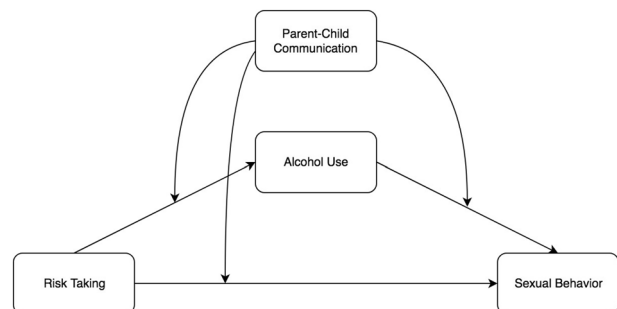 Parent-Child
Communication
Alcohol Use
Risk Taking
Sexual Behavior